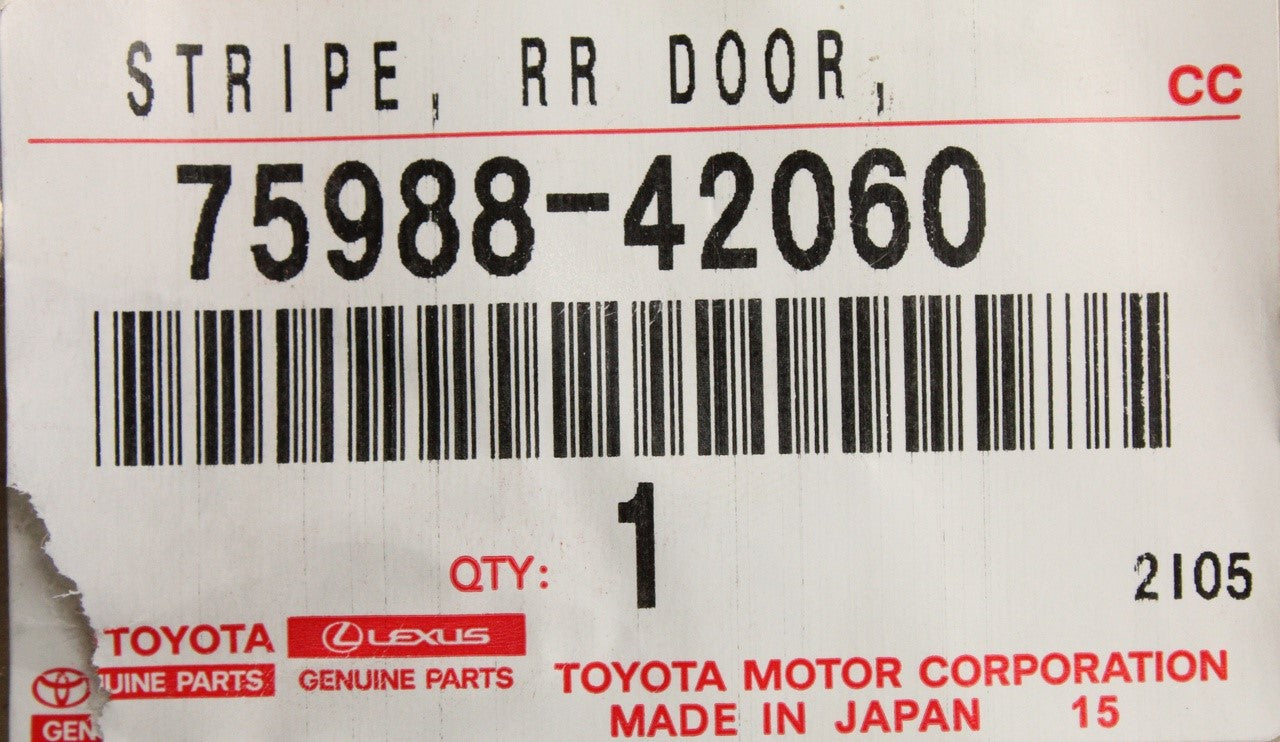 STRIPE, RR DOOR,
CC
75988-42060
QTY: 1
2105
TOYOTA
LEXUS
UINE PARTS
GENUINE PARTS
GEN
TOYOTA MOTOR CORPORATION
MADE IN JAPAN 15